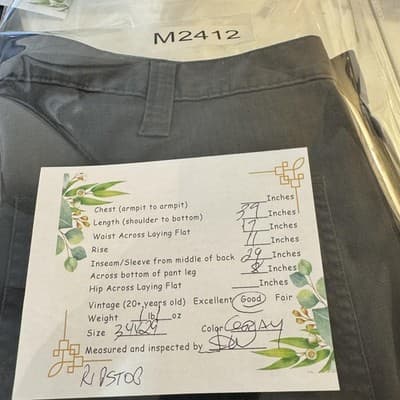 M2412
Chest (armpit to armpit) Inches
Length (shoulder to bottom) 39 Inches
Waist Across Laying Flat 17 Inches
Rise 11 Inches
Inseam/Sleeve from middle of back 29 Inches
Across bottom of pant leg 8 Inches
Hip Across Laying Flat Inches
Vintage (20+ years old) Excellent Good Fair
Weight lb oz
Size 34x29 Color
Measured and inspected by
RIPSTOP